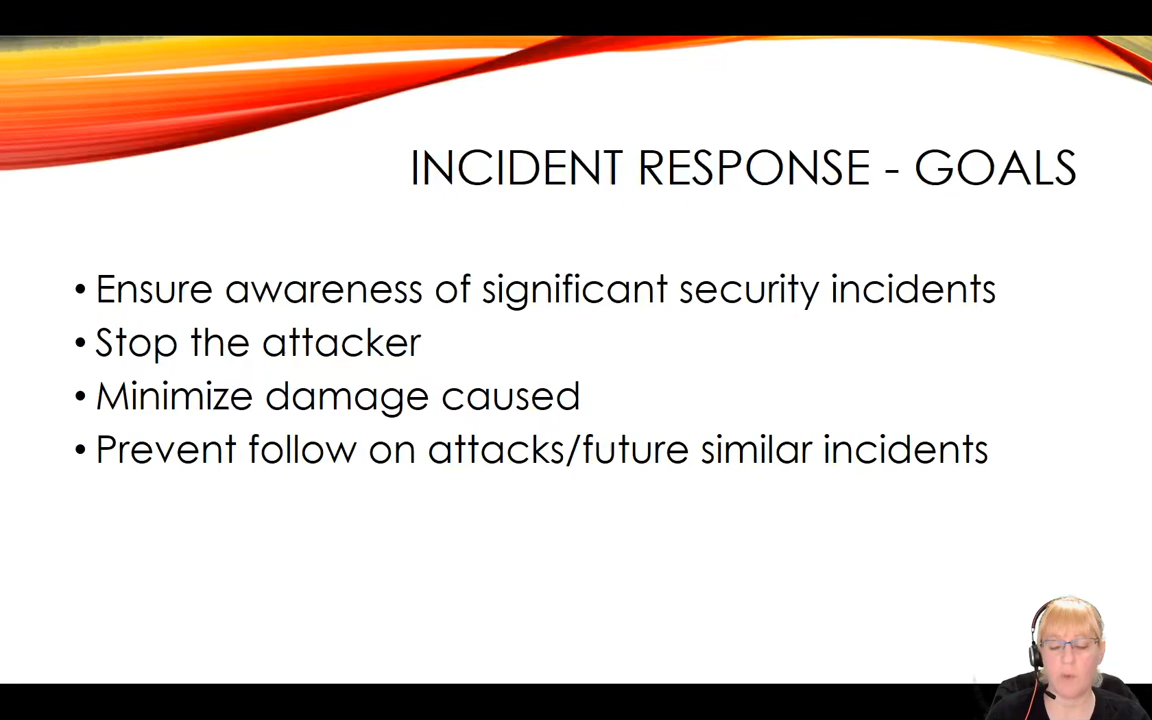 INCIDENT RESPONSE - GOALS
• Ensure awareness of significant security incidents
• Stop the attacker
• Minimize damage caused
• Prevent follow on attacks/future similar incidents